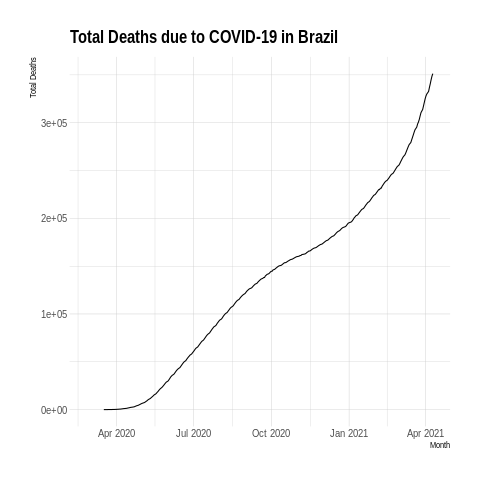 Total Deaths due to COVID-19 in Brazil
Total Deaths
3e+05
2e+05
1e+05
0e+00
Apr 2020 Jul 2020 Oct 2020 Jan 2021 Apr 2021
Month